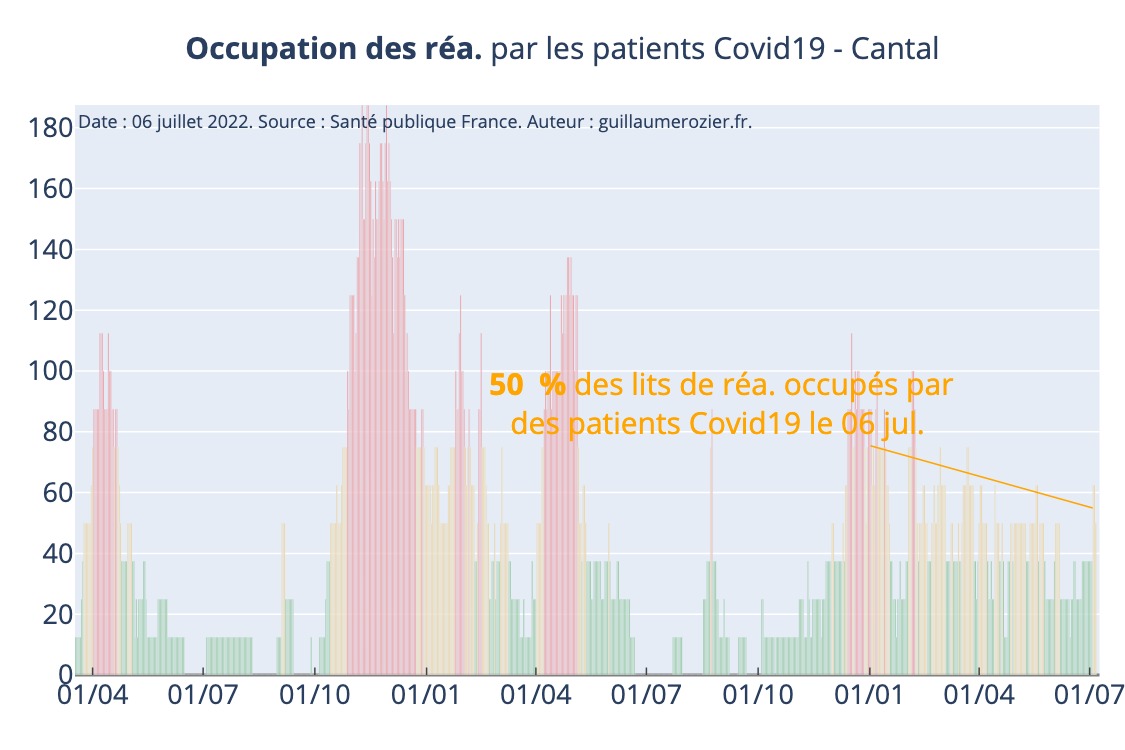 Occupation des réa. par les patients Covid19 - Cantal
Date : 06 juillet 2022. Source : Santé publique France. Auteur : guillaumerozier.fr.
180
160
140
120
100
80
60
40
20
0
50 % des lits de réa. occupés par
des patients Covid19 le 06 jul.
01/04 01/07 01/10 01/01 01/04 01/07 01/10 01/01 01/04 01/07